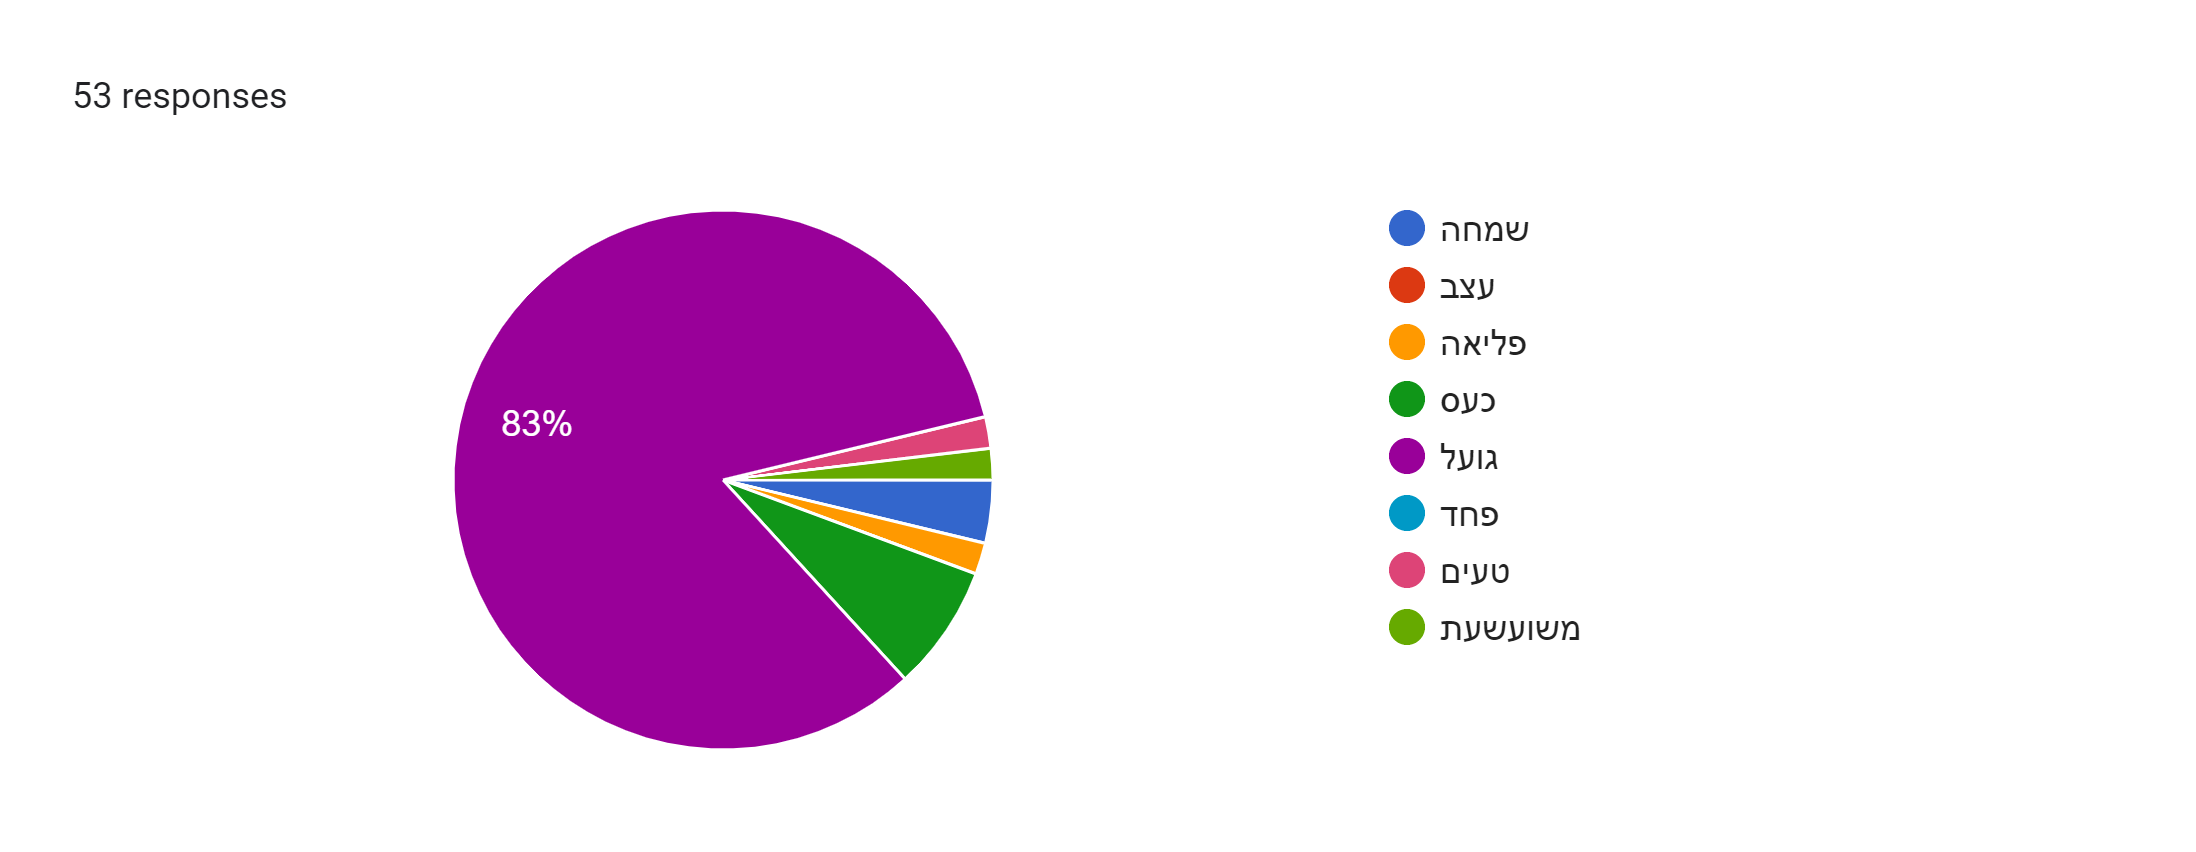 53 responses
83%
שמחה
עצב
פליאה
כעס
גועל
פחד
טעים
משועשעת